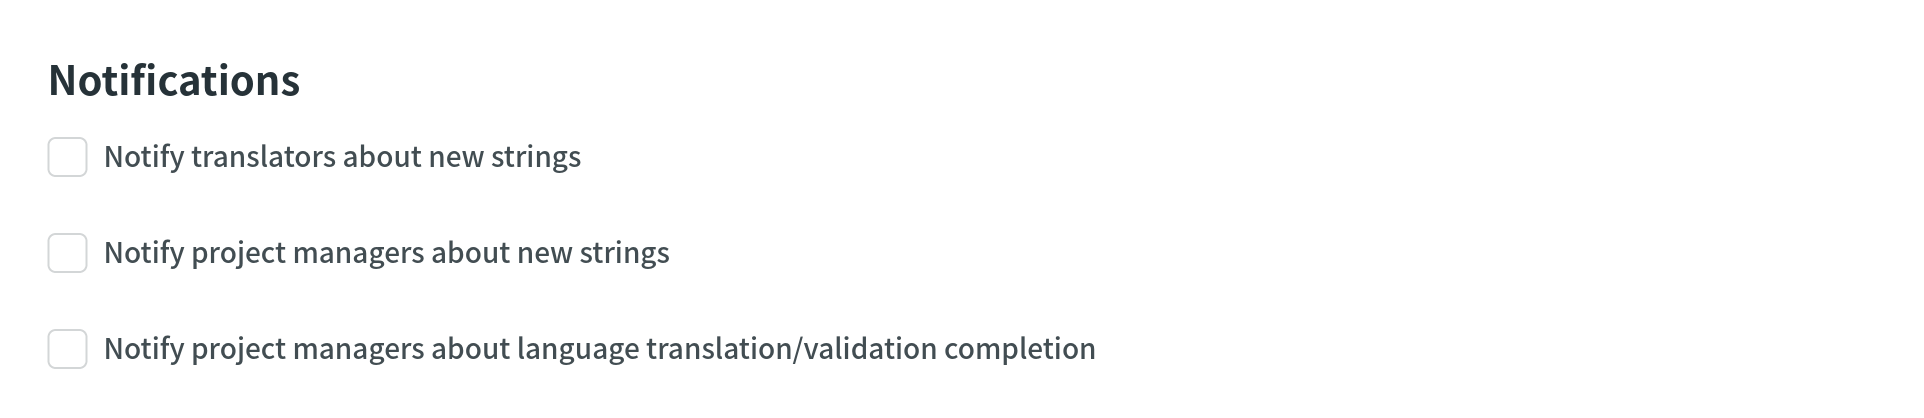 Notifications
Notify translators about new strings
Notify project managers about new strings
Notify project managers about language translation/validation completion